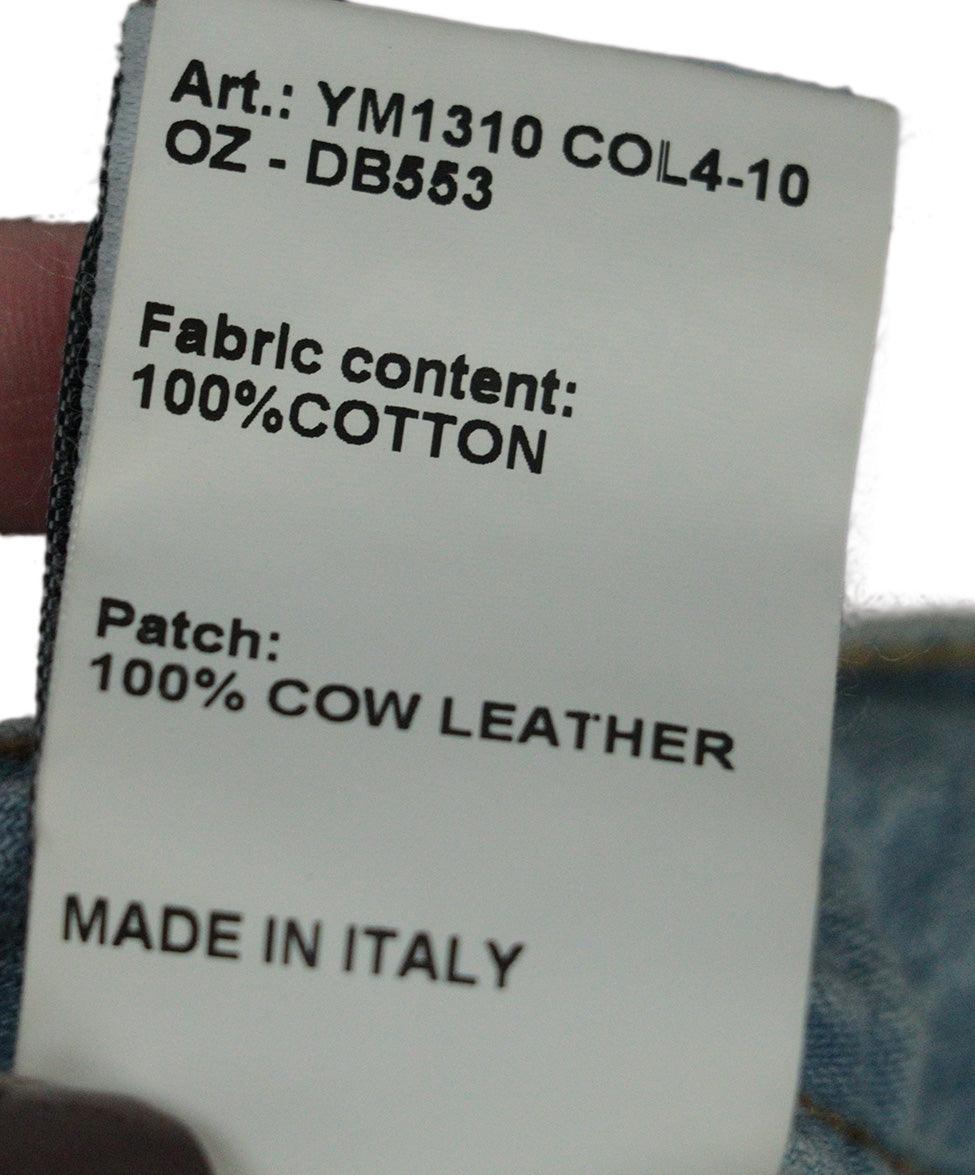 Art.: YM1310 COL4-10
OZ - DB553
Fabric content:
100%COTTON
Patch:
100% COW LEATHER
MADE IN ITALY